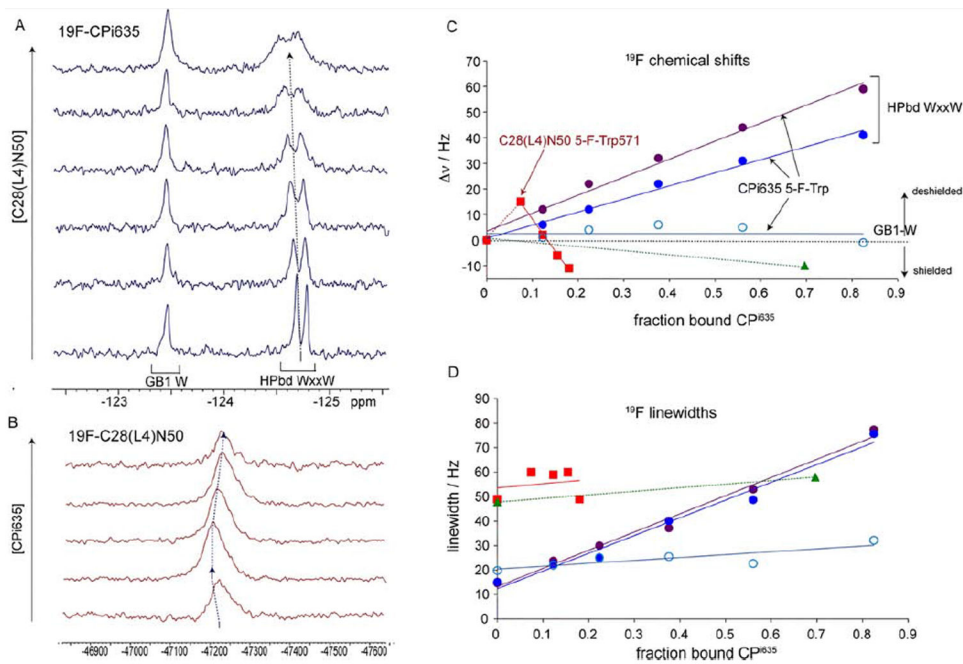 A
19F-CPi635
[C28(L4)N50]
GB1 W
HPbd WxxW
-123
-124
-125
ppm
B
19F-C28(L4)N50
[CPi635]
-46900
-47000
-47100
-47200
-47300
-47400
-47500
-47600
C
19F chemical shifts
70
60
50
40
30
20
10
0
-10
Δν / Hz
C28(L4)N50 5-F-Trp571
HPbd WxxW
CPi635 5-F-Trp
deshielded
GB1-W
shielded
0
0.1
0.2
0.3
0.4
0.5
0.6
0.7
0.8
0.9
fraction bound CPi635
D
19F linewidths
90
80
70
60
50
40
30
20
10
0
linewidth / Hz
0
0.1
0.2
0.3
0.4
0.5
0.6
0.7
0.8
0.9
fraction bound CPi635